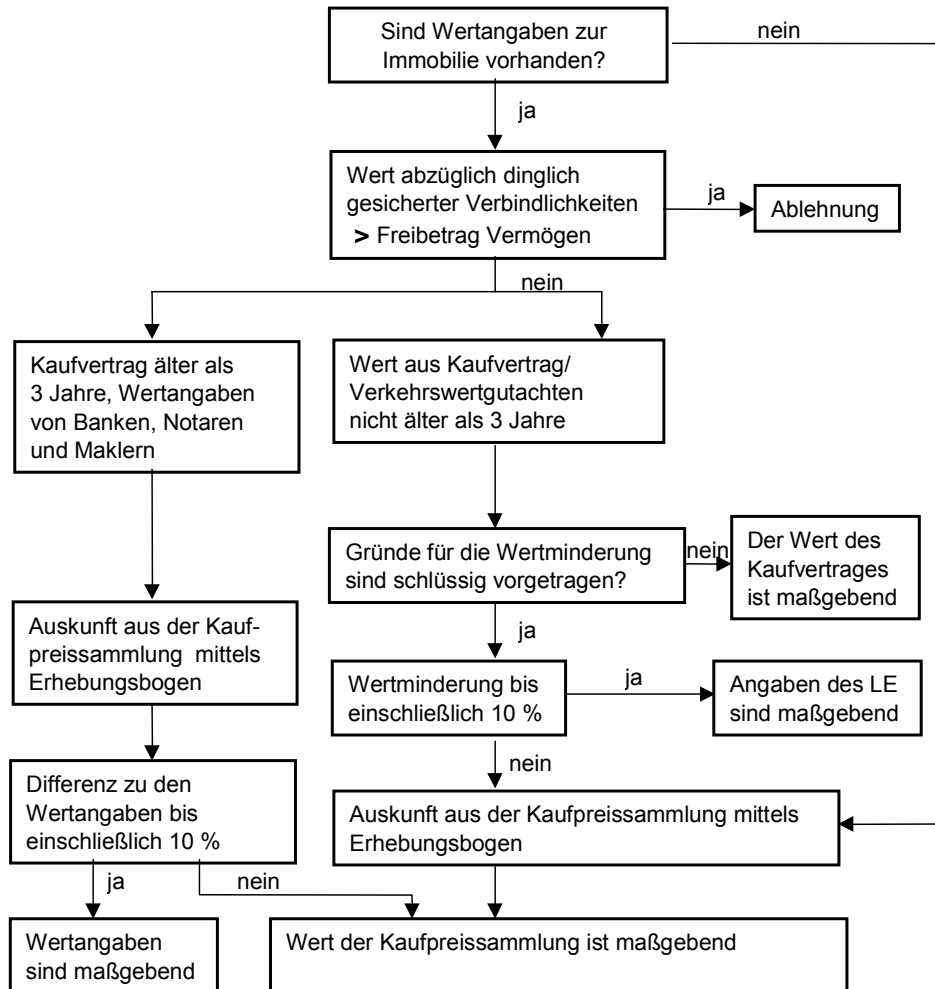 Sind Wertangaben zur
Immobilie vorhanden?
nein
ja
Wert abzüglich dinglich
gesicherter Verbindlichkeiten
> Freibetrag Vermögen
ja
Ablehnung
nein
Kaufvertrag älter als
3 Jahre, Wertangaben
von Banken, Notaren
und Maklern
Wert aus Kaufvertrag/
Verkehrswertgutachten
nicht älter als 3 Jahre
Gründe für die Wertminderung
sind schlüssig vorgetragen?
nein
Der Wert des
Kaufvertrages
ist maßgebend
Auskunft aus der Kauf-
preissammlung mittels
Erhebungsbogen
ja
Wertminderung bis
einschließlich 10 %
ja
Angaben des LE
sind maßgebend
nein
Differenz zu den
Wertangaben bis
einschließlich 10 %
Auskunft aus der Kaufpreissammlung mittels
Erhebungsbogen
ja
nein
Wertangaben
sind maßgebend
Wert der Kaufpreissammlung ist maßgebend